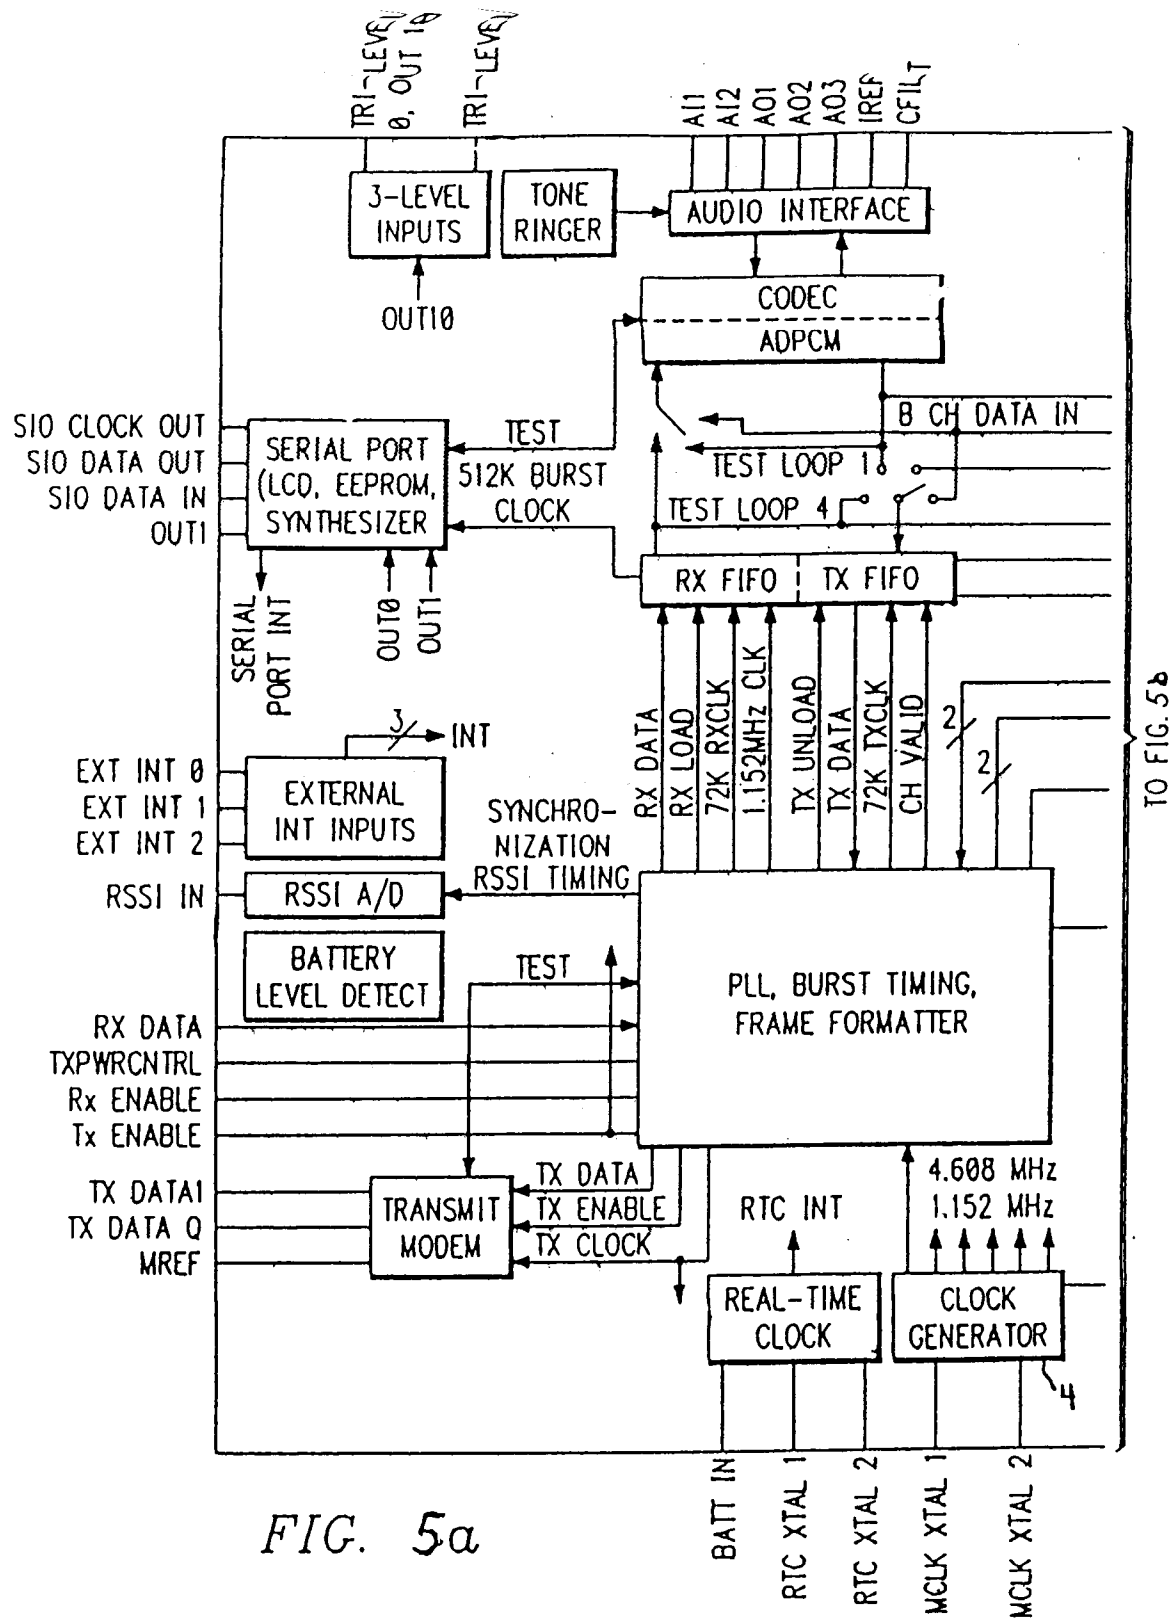 TRI-LEVEL
0, OUT 10
TRI-LEVEL
AI1
AI2
AO1
AO2
AO3
IREF
CFILT
3-LEVEL
INPUTS
TONE
RINGER
AUDIO INTERFACE
OUT10
CODEC
ADPCM
SIO CLOCK OUT
SIO DATA OUT
SIO DATA IN
OUT1
SERIAL PORT
(LCD, EEPROM,
SYNTHESIZER
TEST
512K BURST
CLOCK
B CH DATA IN
TEST LOOP 1
TEST LOOP 4
RX FIFO
TX FIFO
SERIAL
PORT INT
OUT0
OUT1
RX DATA
RX LOAD
72K RXCLK
1.152MHz CLK
TX UNLOAD
TX DATA
72K TXCLK
CH VALID
2
2
TO FIG. 5b
3
INT
EXT INT 0
EXT INT 1
EXT INT 2
EXTERNAL
INT INPUTS
SYNCHRO-
NIZATION
RSSI TIMING
RSSI IN
RSSI A/D
BATTERY
LEVEL DETECT
TEST
PLL, BURST TIMING,
FRAME FORMATTER
RX DATA
TXPWRCNTRL
Rx ENABLE
Tx ENABLE
TX DATA1
TX DATA Q
MREF
TRANSMIT
MODEM
TX DATA
TX ENABLE
TX CLOCK
RTC INT
4.608 MHz
1.152 MHz
REAL-TIME
CLOCK
CLOCK
GENERATOR
4
BATT IN
RTC XTAL 1
RTC XTAL 2
MCLK XTAL 1
MCLK XTAL 2
FIG. 5a